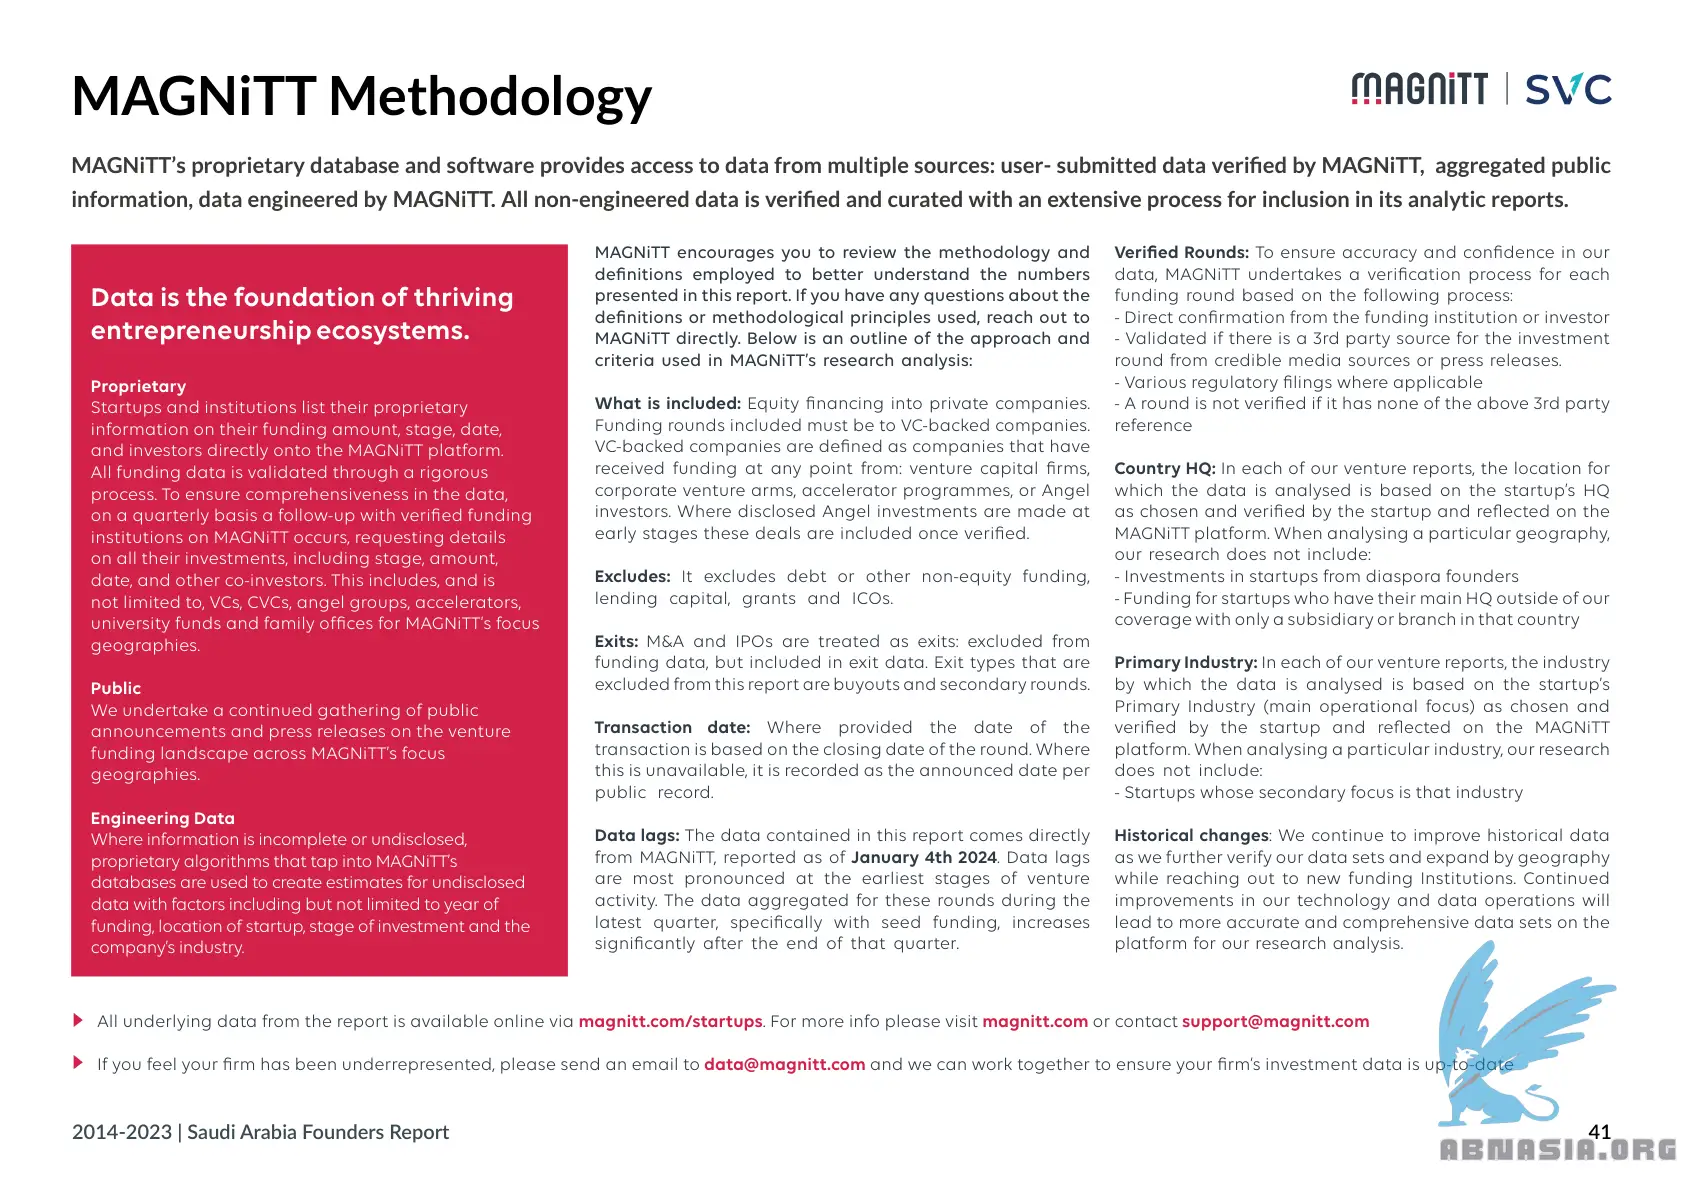 MAGNiTT Methodology
MAGNiTT | SVC
MAGNiTT’s proprietary database and software provides access to data from multiple sources: user- submitted data verified by MAGNiTT, aggregated public
information, data engineered by MAGNiTT. All non-engineered data is verified and curated with an extensive process for inclusion in its analytic reports.
Data is the foundation of thriving
entrepreneurship ecosystems.
Proprietary
Startups and institutions list their proprietary
information on their funding amount, stage, date,
and investors directly onto the MAGNiTT platform.
All funding data is validated through a rigorous
process. To ensure comprehensiveness in the data,
on a quarterly basis a follow-up with verified funding
institutions on MAGNiTT occurs, requesting details
on all their investments, including stage, amount,
date, and other co-investors. This includes, and is
not limited to, VCs, CVCs, angel groups, accelerators,
university funds and family offices for MAGNiTT’s focus
geographies.
Public
We undertake a continued gathering of public
announcements and press releases on the venture
funding landscape across MAGNiTT’s focus
geographies.
Engineering Data
Where information is incomplete or undisclosed,
proprietary algorithms that tap into MAGNiTT’s
databases are used to create estimates for undisclosed
data with factors including but not limited to year of
funding, location of startup, stage of investment and the
company’s industry.
MAGNiTT encourages you to review the methodology and
definitions employed to better understand the numbers
presented in this report. If you have any questions about the
definitions or methodological principles used, reach out to
MAGNiTT directly. Below is an outline of the approach and
criteria used in MAGNiTT’s research analysis:
What is included: Equity financing into private companies.
Funding rounds included must be to VC-backed companies.
VC-backed companies are defined as companies that have
received funding at any point from: venture capital firms,
corporate venture arms, accelerator programmes, or Angel
investors. Where disclosed Angel investments are made at
early stages these deals are included once verified.
Excludes: It excludes debt or other non-equity funding,
lending capital, grants and ICOs.
Exits: M&A and IPOs are treated as exits: excluded from
funding data, but included in exit data. Exit types that are
excluded from this report are buyouts and secondary rounds.
Transaction date: Where provided the date of the
transaction is based on the closing date of the round. Where
this is unavailable, it is recorded as the announced date per
public record.
Data lags: The data contained in this report comes directly
from MAGNiTT, reported as of January 4th 2024. Data lags
are most pronounced at the earliest stages of venture
activity. The data aggregated for these rounds during the
latest quarter, specifically with seed funding, increases
significantly after the end of that quarter.
Verified Rounds: To ensure accuracy and confidence in our
data, MAGNiTT undertakes a verification process for each
funding round based on the following process:
- Direct confirmation from the funding institution or investor
- Validated if there is a 3rd party source for the investment
round from credible media sources or press releases.
- Various regulatory filings where applicable
- A round is not verified if it has none of the above 3rd party
reference
Country HQ: In each of our venture reports, the location for
which the data is analysed is based on the startup’s HQ
as chosen and verified by the startup and reflected on the
MAGNiTT platform. When analysing a particular geography,
our research does not include:
- Investments in startups from diaspora founders
- Funding for startups who have their main HQ outside of our
coverage with only a subsidiary or branch in that country
Primary Industry: In each of our venture reports, the industry
by which the data is analysed is based on the startup’s
Primary Industry (main operational focus) as chosen and
verified by the startup and reflected on the MAGNiTT
platform. When analysing a particular industry, our research
does not include:
- Startups whose secondary focus is that industry
Historical changes: We continue to improve historical data
as we further verify our data sets and expand by geography
while reaching out to new funding Institutions. Continued
improvements in our technology and data operations will
lead to more accurate and comprehensive data sets on the
platform for our research analysis.
All underlying data from the report is available online via magnitt.com/startups. For more info please visit magnitt.com or contact support@magnitt.com
If you feel your firm has been underrepresented, please send an email to data@magnitt.com and we can work together to ensure your firm’s investment data is up-to-date
2014-2023 | Saudi Arabia Founders Report
41
ABNASIA.ORG